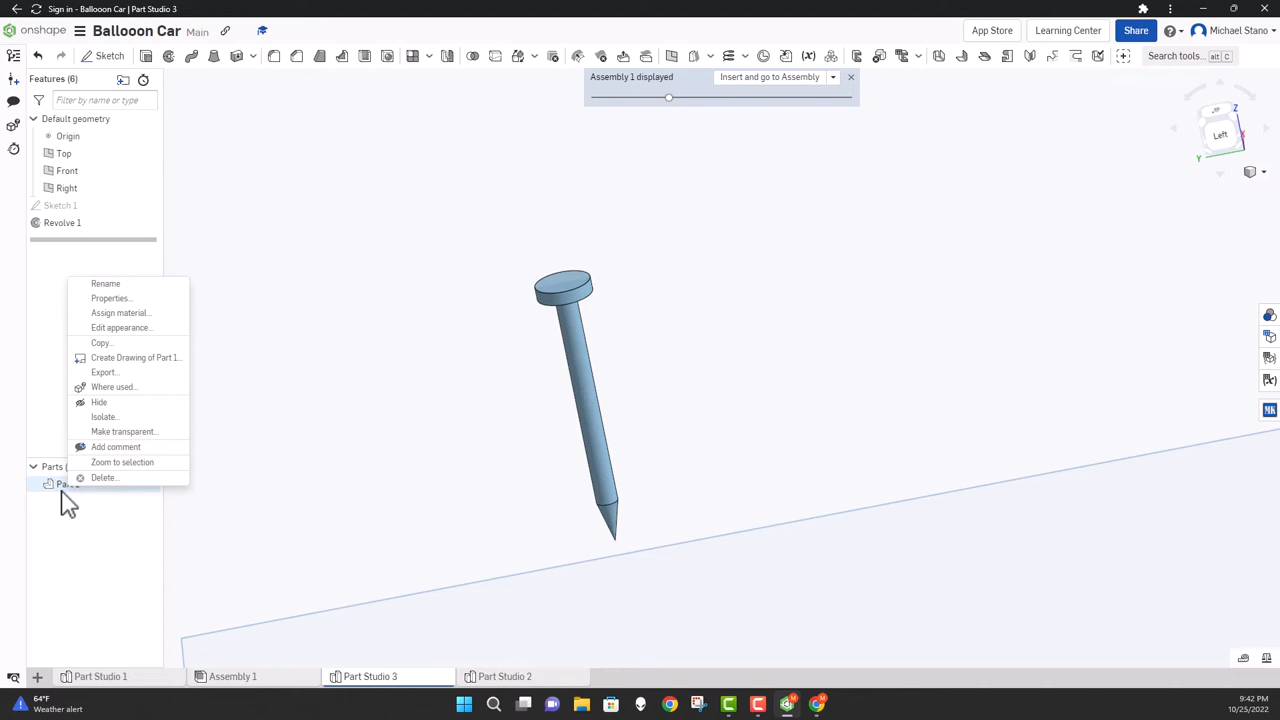 Sign in - Ballooon Car | Part Studio 3
onshape
Ballooon Car
Main
App Store
Learning Center
Share
Michael Stano
Sketch
(x)
Search tools...
alt C
Features (6)
Assembly 1 displayed
Insert and go to Assembly
Filter by name or type
Default geometry
Origin
Top
Front
Right
Sketch 1
Revolve 1
Left
Z
X
Y
Rename
Properties...
Assign material...
Edit appearance...
Copy...
Create Drawing of Part 1...
Export...
Where used...
Hide
Isolate...
Make transparent...
Add comment
Zoom to selection
Delete...
Parts (
(x)
MK
Part Studio 1
Assembly 1
Part Studio 3
Part Studio 2
64°F
Weather alert
9:42 PM
10/25/2022